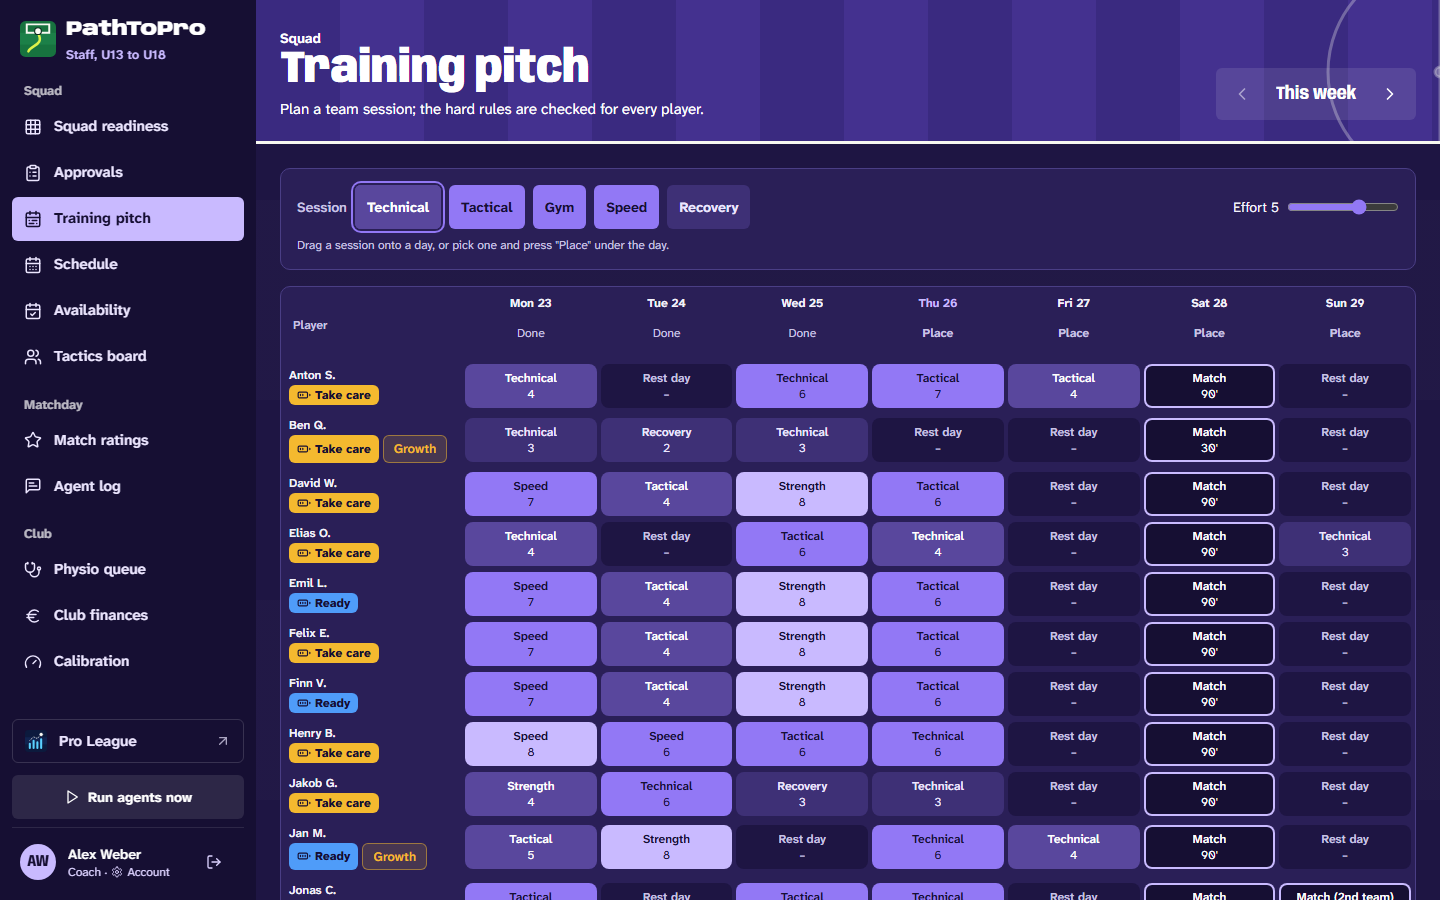 PathToPro
Staff, U13 to U18
Squad
Squad readiness
Approvals
Training pitch
Schedule
Availability
Tactics board
Matchday
Match ratings
Agent log
Club
Physio queue
Club finances
Calibration
Pro League
Run agents now
AW
Alex Weber
Coach · Account
Squad
Training pitch
Plan a team session; the hard rules are checked for every player.
This week
Session Technical Tactical Gym Speed Recovery
Effort 5
Drag a session onto a day, or pick one and press "Place" under the day.
Player
Mon 23 Tue 24 Wed 25 Thu 26 Fri 27 Sat 28 Sun 29
Done Done Done Place Place Place Place
Anton S.
Take care
Technical Rest day Technical Tactical Tactical Match Rest day
4 – 6 7 4 90' –
Ben Q.
Take care Growth
Technical Recovery Technical Rest day Rest day Match Rest day
3 2 3 – – 30' –
David W.
Take care
Speed Tactical Strength Tactical Rest day Match Rest day
7 4 8 6 – 90' –
Elias O.
Take care
Technical Rest day Tactical Technical Rest day Match Technical
4 – 6 4 – 90' 3
Emil L.
Ready
Speed Tactical Strength Tactical Rest day Match Rest day
7 4 8 6 – 90' –
Felix E.
Take care
Speed Tactical Strength Tactical Rest day Match Rest day
7 4 8 6 – 90' –
Finn V.
Ready
Speed Tactical Strength Tactical Rest day Match Rest day
7 4 8 6 – 90' –
Henry B.
Take care
Speed Speed Tactical Technical Rest day Match Rest day
8 6 6 6 – 90' –
Jakob G.
Take care
Strength Technical Recovery Technical Rest day Match Rest day
4 6 3 3 – 90' –
Jan M.
Ready Growth
Tactical Strength Rest day Technical Technical Match Rest day
5 8 – 6 4 90' –
Jonas C.
Tactical Rest day Tactical Technical Rest day Match Match (2nd team)